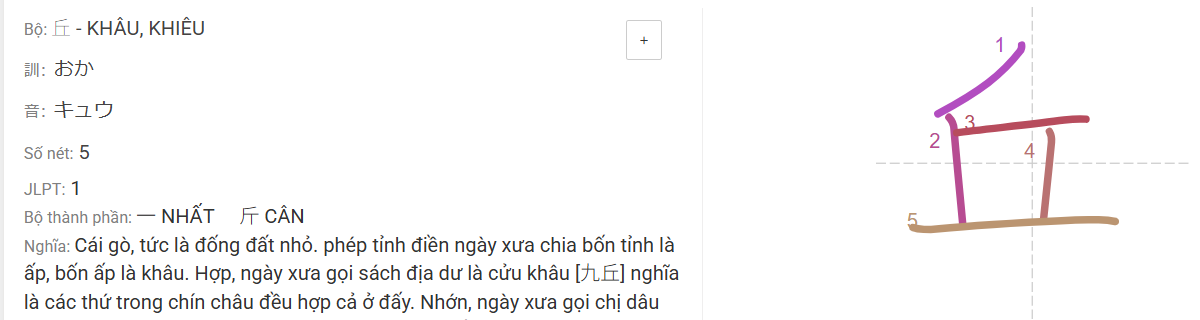 Bộ: 丘 - KHÂU, KHIÊU
+
訓: おか
音: キュウ
Số nét: 5
JLPT: 1
Bộ thành phần: 一 NHẤT 斤 CÂN
Nghĩa: Cái gò, tức là đống đất nhỏ. phép tỉnh điền ngày xưa chia bốn tỉnh là
ấp, bốn ấp là khâu. Hợp, ngày xưa gọi sách địa dư là cửu khâu [九丘] nghĩa
là các thứ trong chín châu đều hợp cả ở đấy. Nhớn, ngày xưa gọi chị dâu
1
2
3
4
5
丘